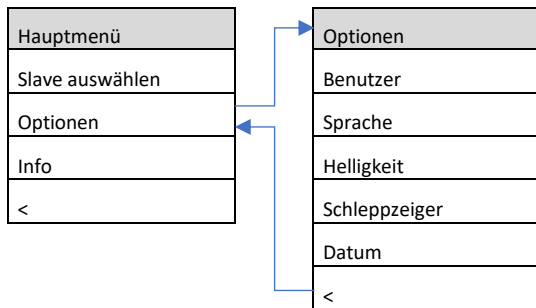 Hauptmenü
Slave auswählen
Optionen
Info
<
Optionen
Benutzer
Sprache
Helligkeit
Schleppzeiger
Datum
<